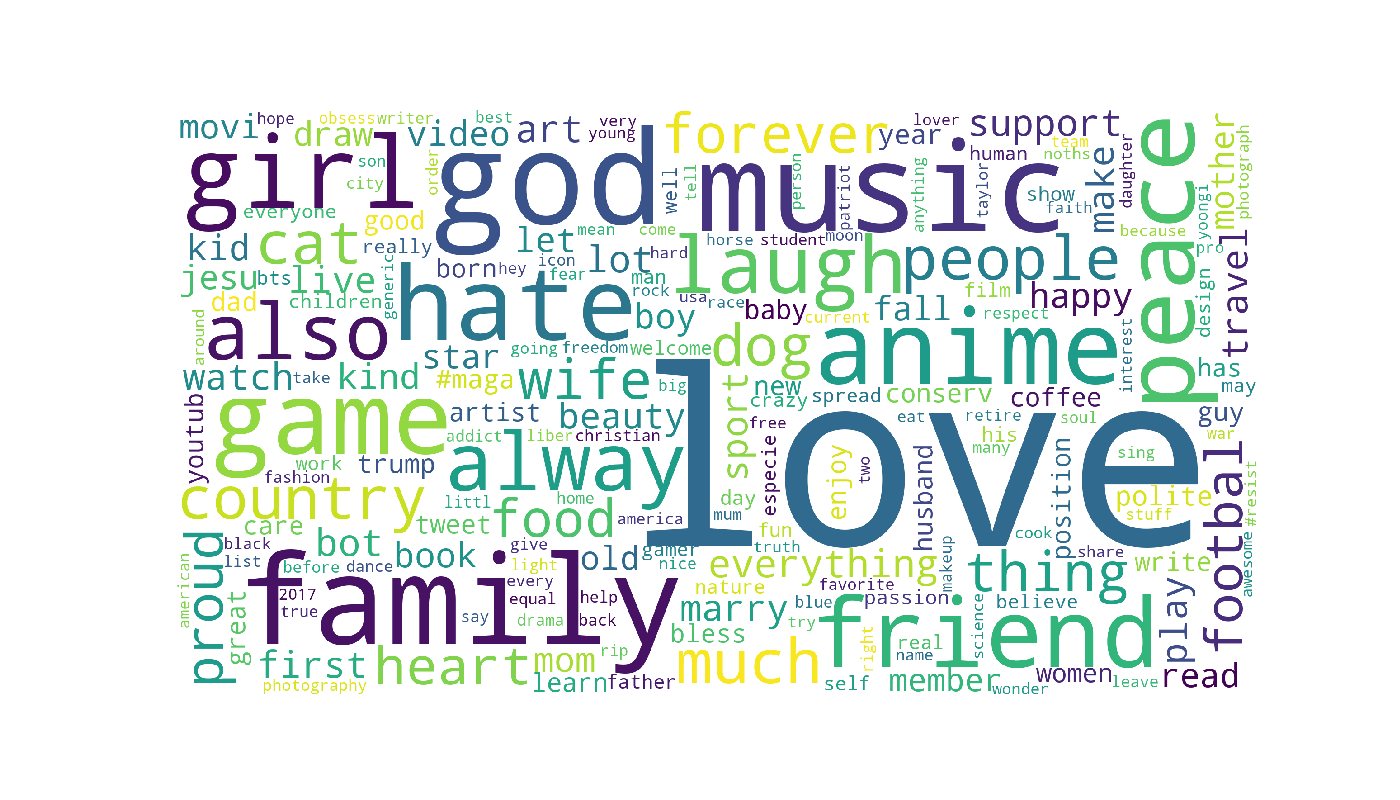 movi hope obsess writer best very forever lover support mother
draw video art young year team photograph
girl god music human noths make peace
son order well tell person patriot anything taylor show daughter
city faith yoongi
everyone good mean come because
kid cat really let hard horse student moon pro
jesu bts live generic born hey icon lot laugh people travel
fear man film happy design
dad children hate rock usa race baby fall respect has
around also boy current anime interest
star going freedom welcome dog
watch take kind #maga wife big new crazy spread conserv coffee may
youtub game artist beauty sport free eat retire soul guy
addict liber christian love his war
work trump alway many sing
fashion especie enjoy two husband position
country littl home day polite
care tweet food america mum fun stuff #resist
proud black bot book give old gamer truth cook share football
list before dance light nice everything thing write awesome
american 2017 family every nature favorite makeup
true equal help marry blue passion believe
great say drama back bless try friend science play
first heart mom rip much right real name women read
photography learn father self member wonder leave